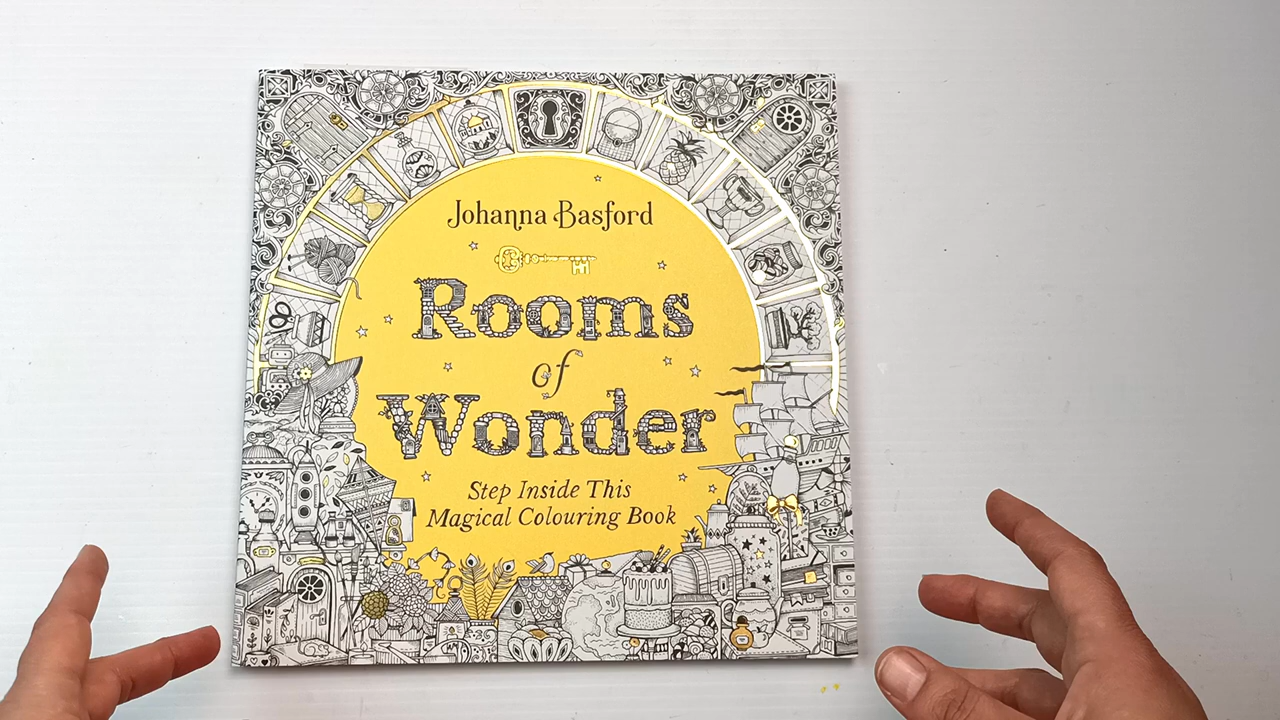 Johanna Basford
Rooms
of
Wonder
Step Inside This
Magical Colouring Book